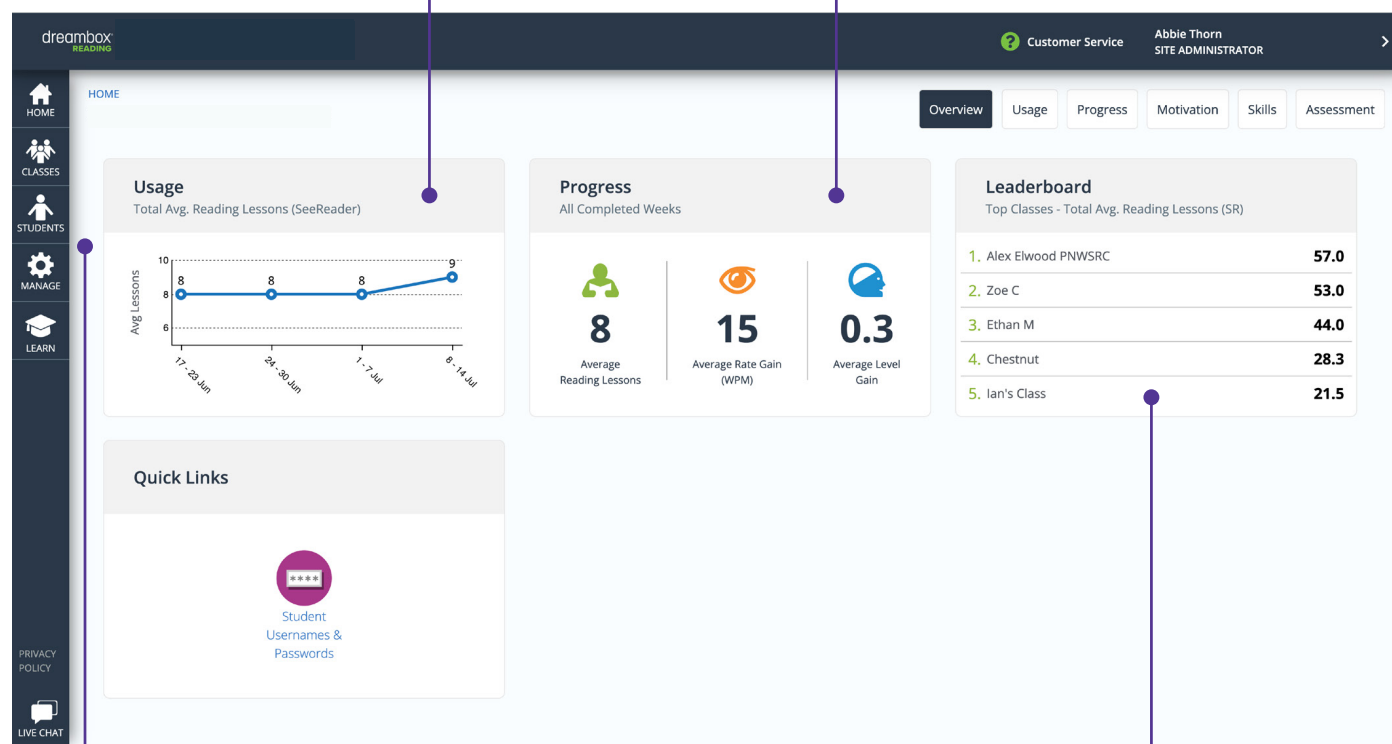 dreambox
READING
Customer Service
Abbie Thorn
SITE ADMINISTRATOR
HOME
CLASSES
STUDENTS
MANAGE
LEARN
PRIVACY
POLICY
LIVE CHAT
HOME
Overview
Usage
Progress
Motivation
Skills
Assessment
Usage
Total Avg. Reading Lessons (SeeReader)
Avg Lessons
10
8
6
8
8
8
9
17 - 23 Jun
24 - 30 Jun
1 - 7 Jul
8 - 14 Jul
Progress
All Completed Weeks
8
Average
Reading Lessons
15
Average Rate Gain
(WPM)
0.3
Average Level
Gain
Leaderboard
Top Classes - Total Avg. Reading Lessons (SR)
1. Alex Elwood PNWSRC 57.0
2. Zoe C 53.0
3. Ethan M 44.0
4. Chestnut 28.3
5. Ian's Class 21.5
Quick Links
****
Student
Usernames &
Passwords